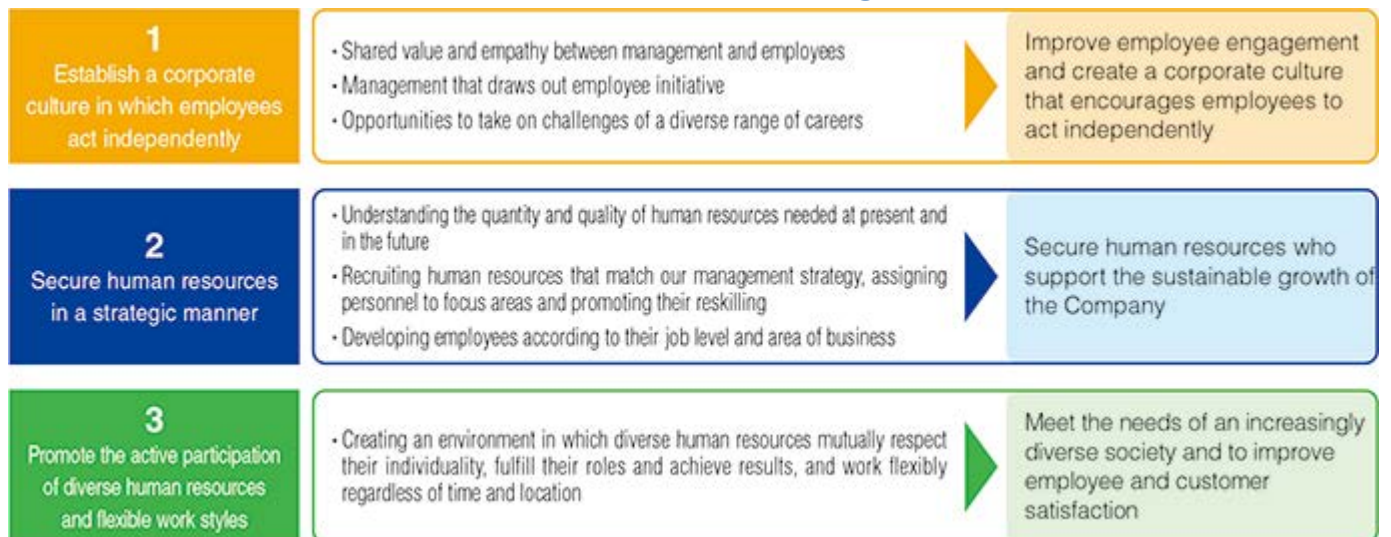 1
Establish a corporate
culture in which employees
act independently
• Shared value and empathy between management and employees
• Management that draws out employee initiative
• Opportunities to take on challenges of a diverse range of careers
Improve employee engagement
and create a corporate culture
that encourages employees to
act independently
2
Secure human resources
in a strategic manner
• Understanding the quantity and quality of human resources needed at present and
in the future
• Recruiting human resources that match our management strategy, assigning
personnel to focus areas and promoting their reskilling
• Developing employees according to their job level and area of business
Secure human resources who
support the sustainable growth of
the Company
3
Promote the active participation
of diverse human resources
and flexible work styles
• Creating an environment in which diverse human resources mutually respect
their individuality, fulfill their roles and achieve results, and work flexibly
regardless of time and location
Meet the needs of an increasingly
diverse society and to improve
employee and customer
satisfaction